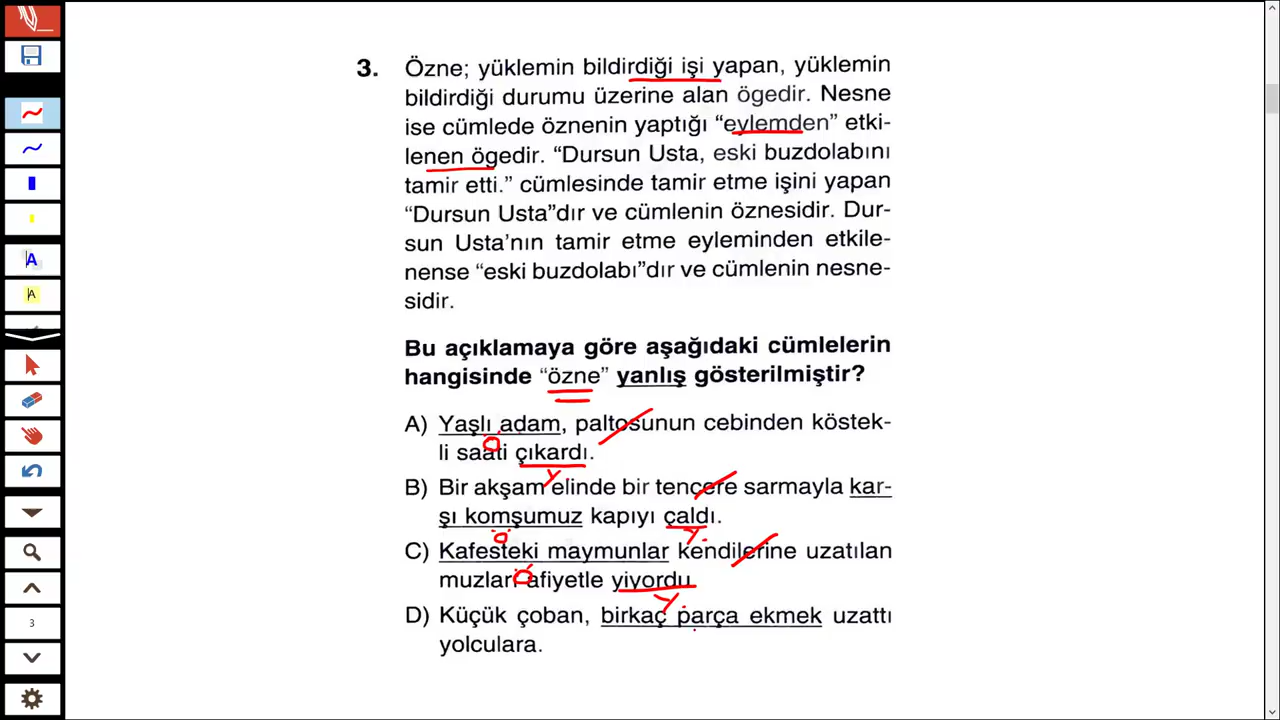 3. Özne; yüklemin bildirdiği işi yapan, yüklemin
bildirdiği durumu üzerine alan ögedir. Nesne
ise cümlede öznenin yaptığı “eylemden” etki-
lenen ögedir. “Dursun Usta, eski buzdolabını
tamir etti.” cümlesinde tamir etme işini yapan
“Dursun Usta”dır ve cümlenin öznesidir. Dur-
sun Usta’nın tamir etme eyleminden etkile-
nense “eski buzdolabı”dır ve cümlenin nesne-
sidir.
Bu açıklamaya göre aşağıdaki cümlelerin
hangisinde “özne” yanlış gösterilmiştir?
A) Yaşlı adam, paltosunun cebinden köstek-
Ö
li saati çıkardı.
Y
B) Bir akşam elinde bir tencere sarmayla kar-
şı komşumuz kapıyı çaldı.
Ö Y.
C) Kafesteki maymunlar kendilerine uzatılan
muzları afiyetle yiyordu.
Ö Y
D) Küçük çoban, birkaç parça ekmek uzattı
yolculara.
A
A
3